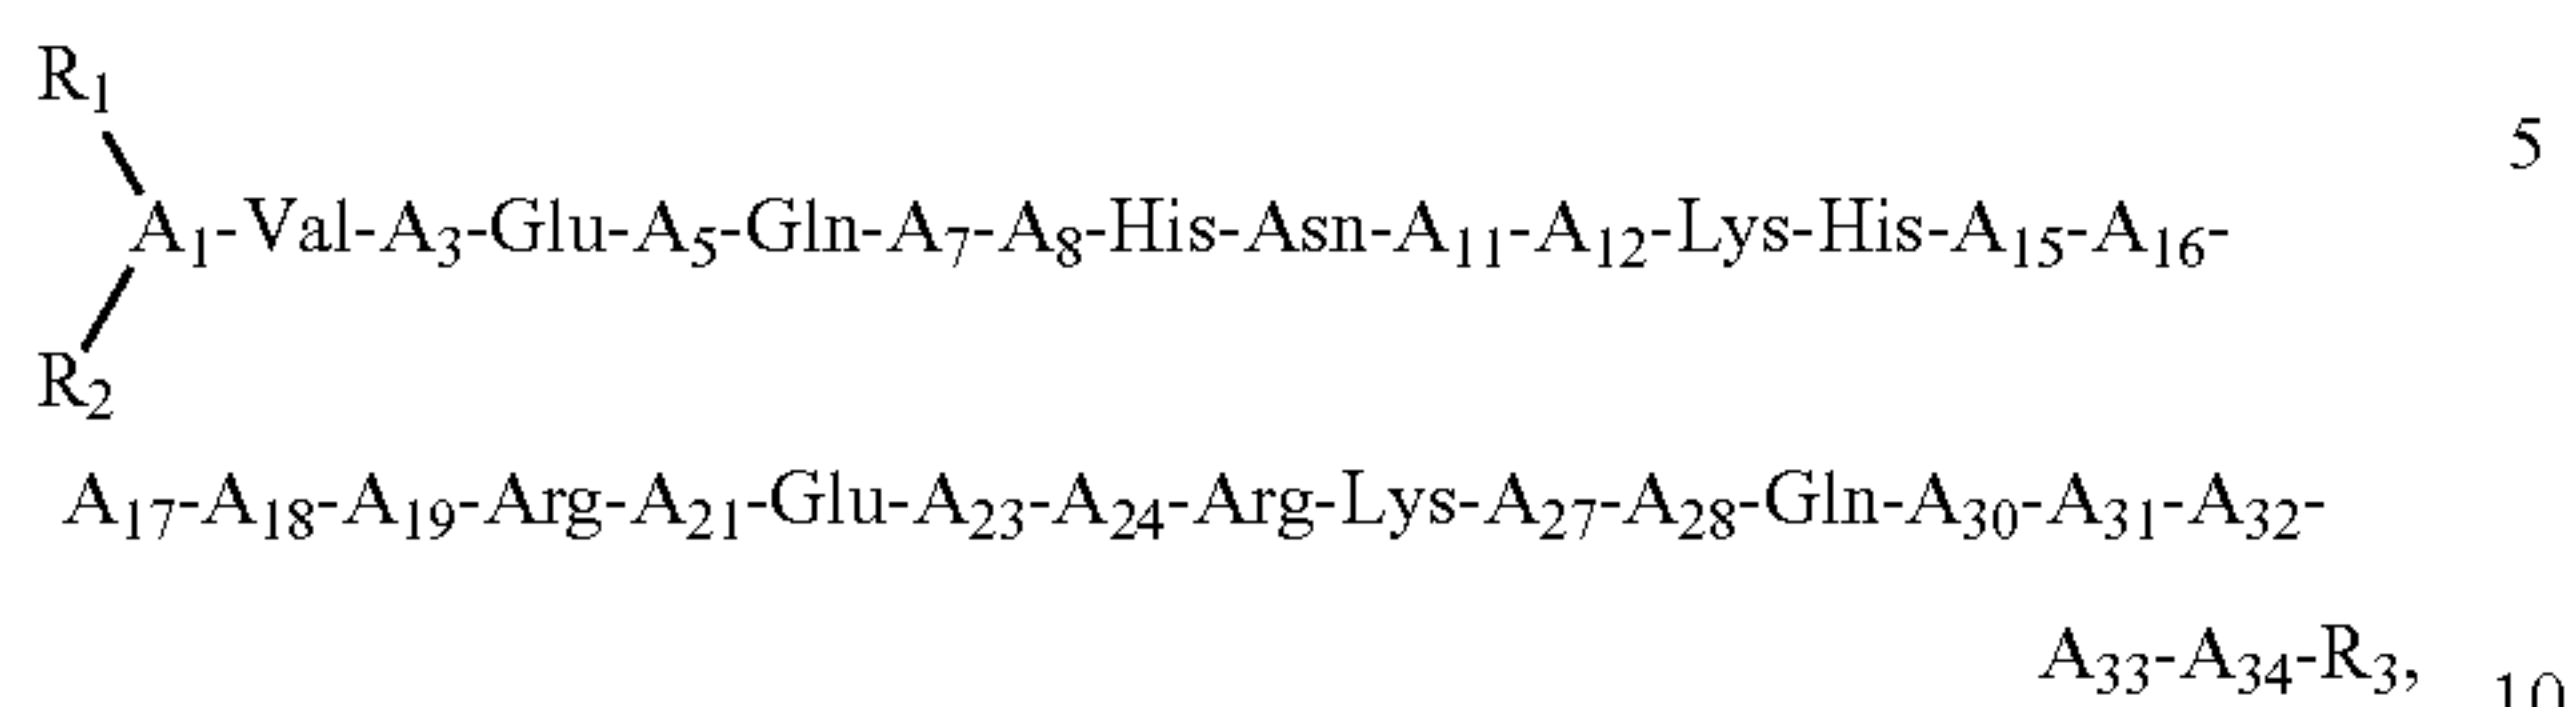 R1
5
A1-Val-A3-Glu-A5-Gln-A7-A8-His-Asn-A11-A12-Lys-His-A15-A16-
R2
A17-A18-A19-Arg-A21-Glu-A23-A24-Arg-Lys-A27-A28-Gln-A30-A31-A32-
A33-A34-R3,
10